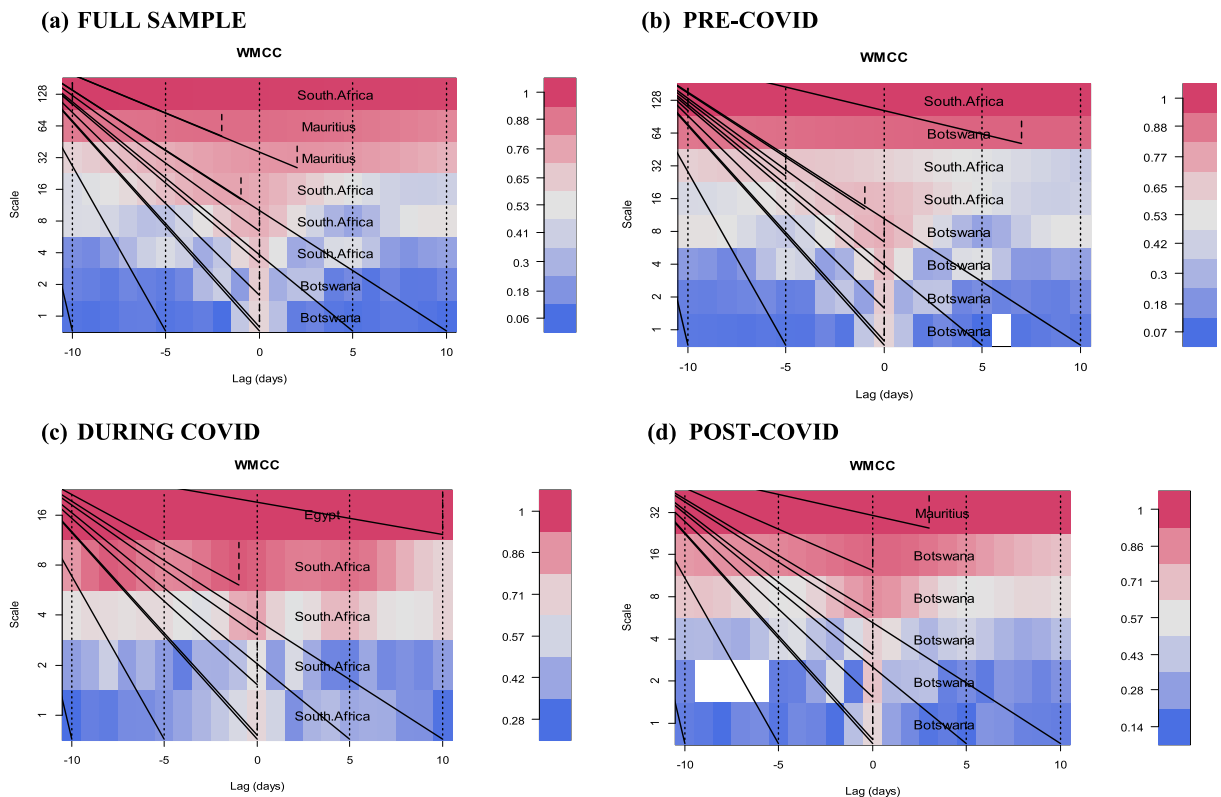 (a) FULL SAMPLE
WMCC
128
64
32
16
8
4
2
1
Scale
South.Africa
Mauritius
Mauritius
South.Africa
South.Africa
South.Africa
Botswana
Botswana
-10 -5 0 5 10
Lag (days)
1
0.88
0.76
0.65
0.53
0.41
0.3
0.18
0.06
(b) PRE-COVID
WMCC
128
64
32
16
8
4
2
1
Scale
South.Africa
Botswana
South.Africa
South.Africa
Botswana
Botswana
Botswana
Botswana
-10 -5 0 5 10
Lag (days)
1
0.88
0.77
0.65
0.53
0.42
0.3
0.18
0.07
(c) DURING COVID
WMCC
16
8
4
2
1
Scale
Egypt
South.Africa
South.Africa
South.Africa
South.Africa
-10 -5 0 5 10
Lag (days)
1
0.86
0.71
0.57
0.42
0.28
(d) POST-COVID
WMCC
32
16
8
4
2
1
Scale
Mauritius
Botswana
Botswana
Botswana
Botswana
Botswana
-10 -5 0 5 10
Lag (days)
1
0.86
0.71
0.57
0.43
0.28
0.14